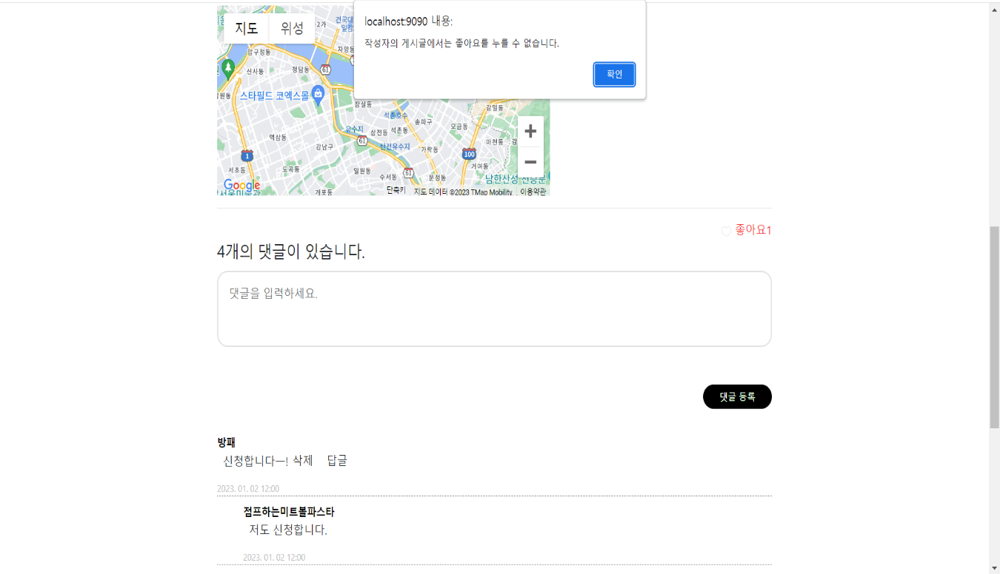 localhost:9090 내용:
작성자의 게시글에서는 좋아요를 누를 수 없습니다.
확인
지도
위성
2가
건국대
일감
압구정동
자양동
신사동
청담동
61
스타필드 코엑스몰
잠실동
석촌호수
송파구
감일동
유수지
삼전동
석촌동
오금동
마천동
감
역삼동
강남구
61
탄천유수지
가락동
1
100
서초동
도곡동
일원동
61
거여동
수서동
문정동
남한산성
Google
개포동
단축키
지도 데이터 ©2023 TMap Mobility
이용약관
좋아요1
4개의 댓글이 있습니다.
댓글을 입력하세요.
댓글 등록
방패
신청합니다ㅡ! 삭제 답글
2023. 01. 02 12:00
점프하는미트볼파스타
저도 신청합니다.
2023. 01. 02 12:00